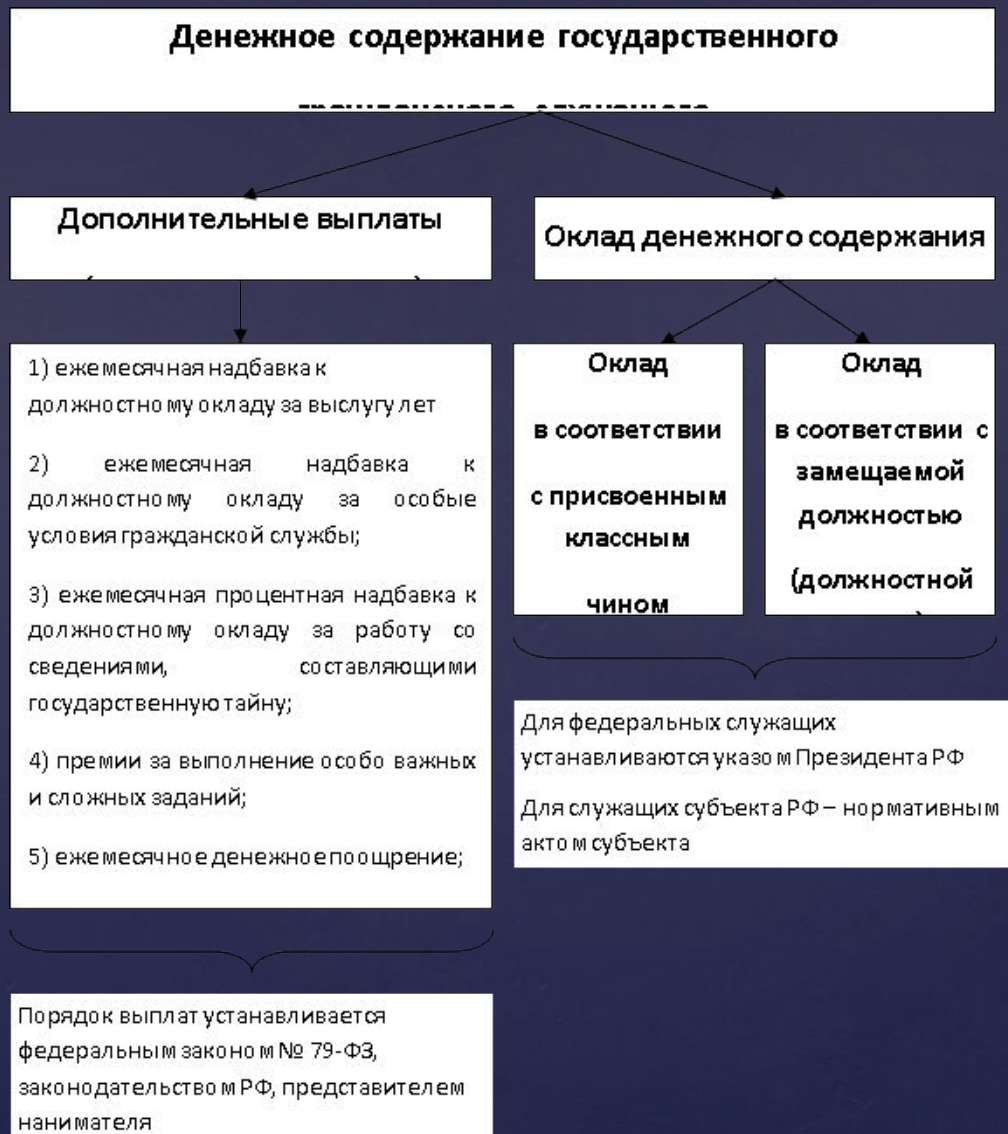 Денежное содержание государственного
Дополнительные выплаты
Оклад денежного содержания
1) ежемесячная надбавка к
должностному окладу за выслугу лет
2) ежемесячная надбавка к
должностному окладу за особые
условия гражданской службы;
3) ежемесячная процентная надбавка к
должностному окладу за работу со
сведениями, составляющими
государственную тайну;
4) премии за выполнение особо важных
и сложных заданий;
5) ежемесячное денежное поощрение;
Оклад
в соответствии
с присвоенным
классным
чином
Оклад
в соответствии с
замещаемой
должностью
(должностной
Для федеральных служащих
устанавливаются указом Президента РФ
Для служащих субъекта РФ – нормативным
актом субъекта
Порядок выплат устанавливается
федеральным законом № 79-ФЗ,
законодательством РФ, представителем
нанимателя